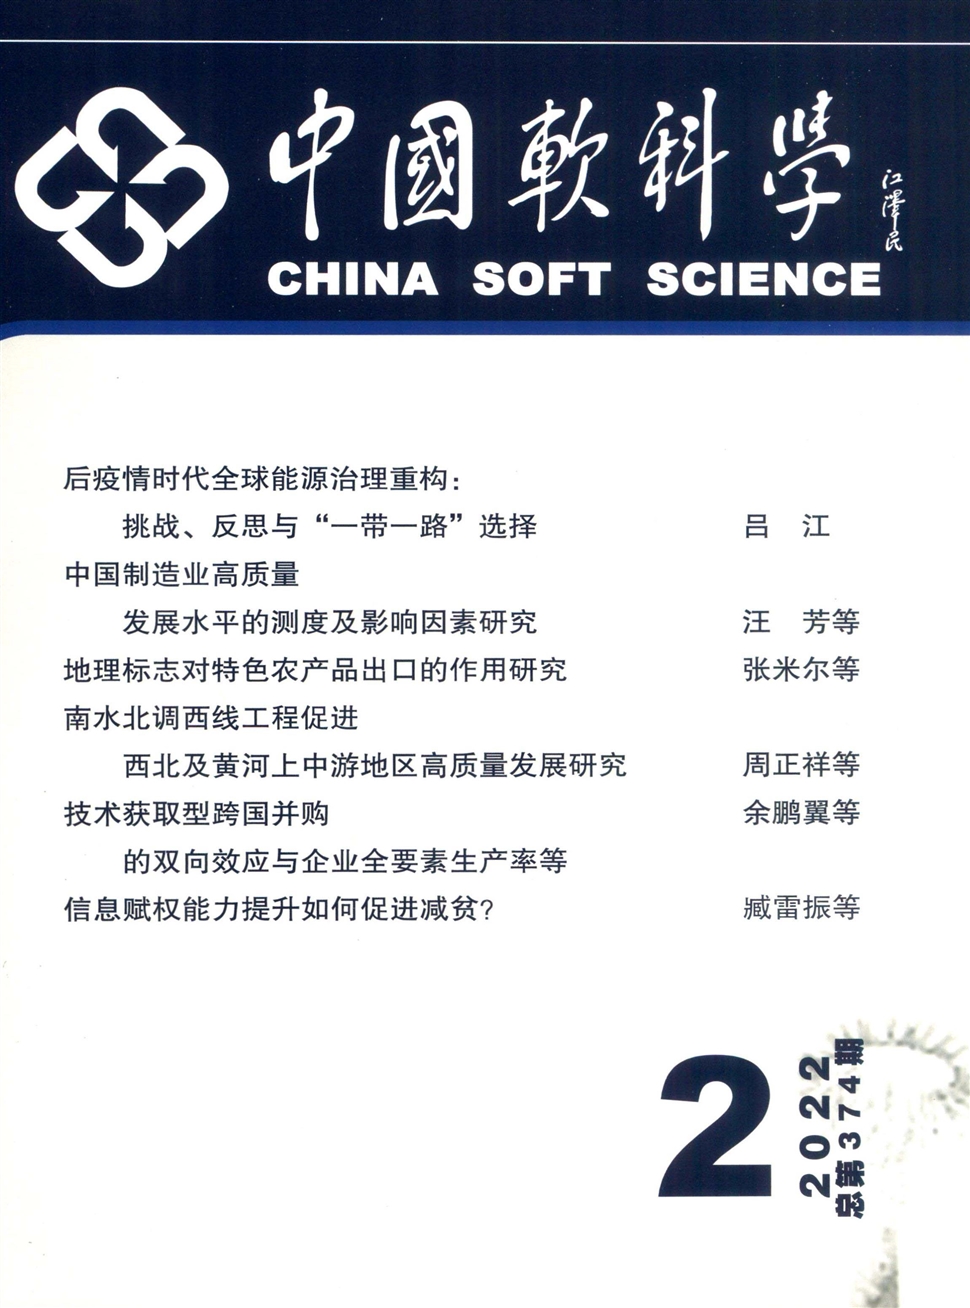 中國軟科學
江澤民
CHINA SOFT SCIENCE
后疫情时代全球能源治理重构：
挑战、反思与“一带一路”选择 吕 江
中国制造业高质量
发展水平的测度及影响因素研究 汪 芳等
地理标志对特色农产品出口的作用研究 张米尔等
南水北调西线工程促进
西北及黄河上中游地区高质量发展研究 周正祥等
技术获取型跨国并购 余鹏翼等
的双向效应与企业全要素生产率等
信息赋权能力提升如何促进减贫？ 臧雷振等
2
2022
总第374期